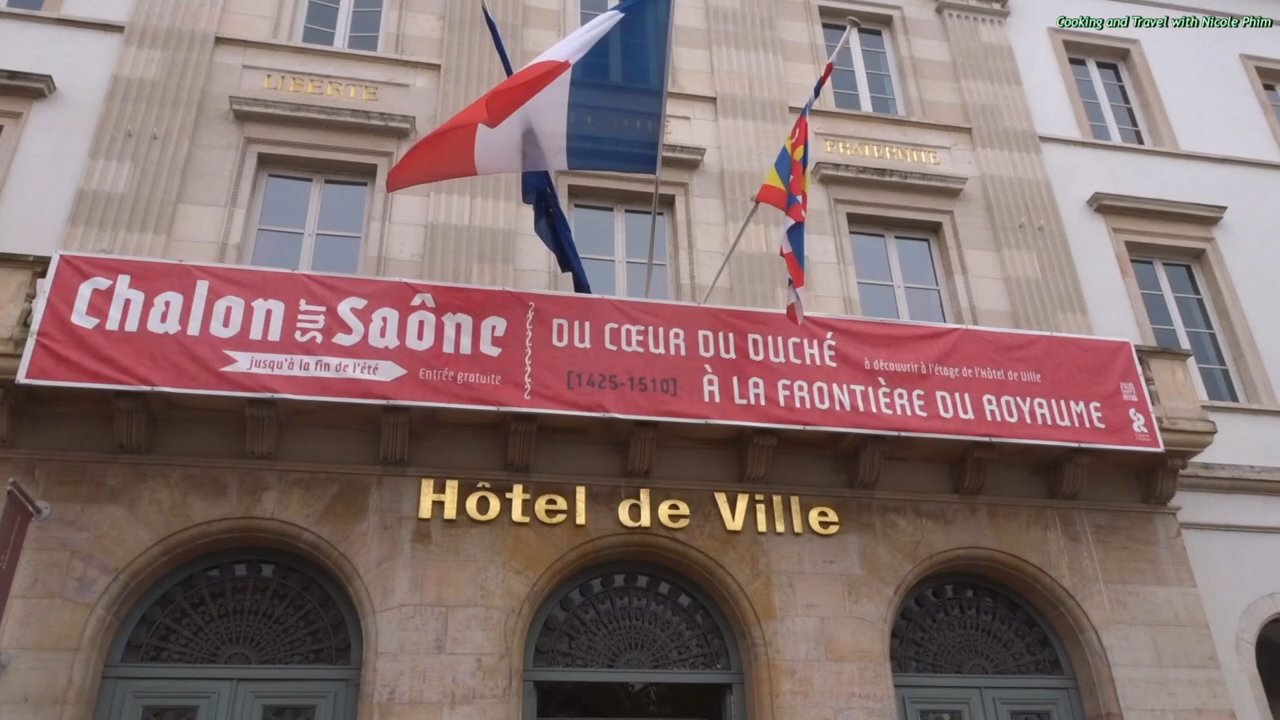 Cooking and Travel with Nicole Phim
LIBERTE
FRATERNITE
Chalon sur Saône
jusqu'à la fin de l'été
Entrée gratuite
DU CŒUR DU DUCHÉ
[1425-1510]
À LA FRONTIÈRE DU ROYAUME
à découvrir à l'étage de l'Hôtel de Ville
Hôtel de Ville